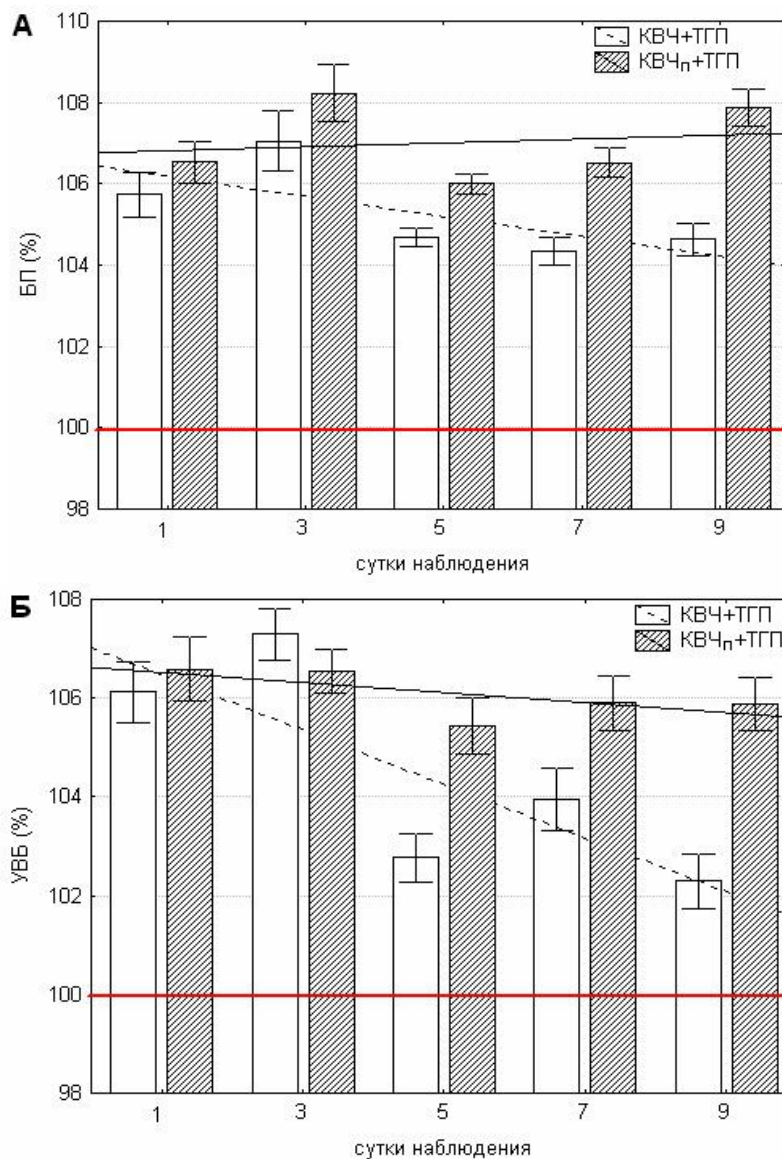 А
110
108
106
104
102
100
98
БП (%)
КВЧ+ТГП
КВЧп+ТГП
1 3 5 7 9
сутки наблюдения
Б
108
106
104
102
100
98
УВБ (%)
КВЧ+ТГП
КВЧп+ТГП
1 3 5 7 9
сутки наблюдения